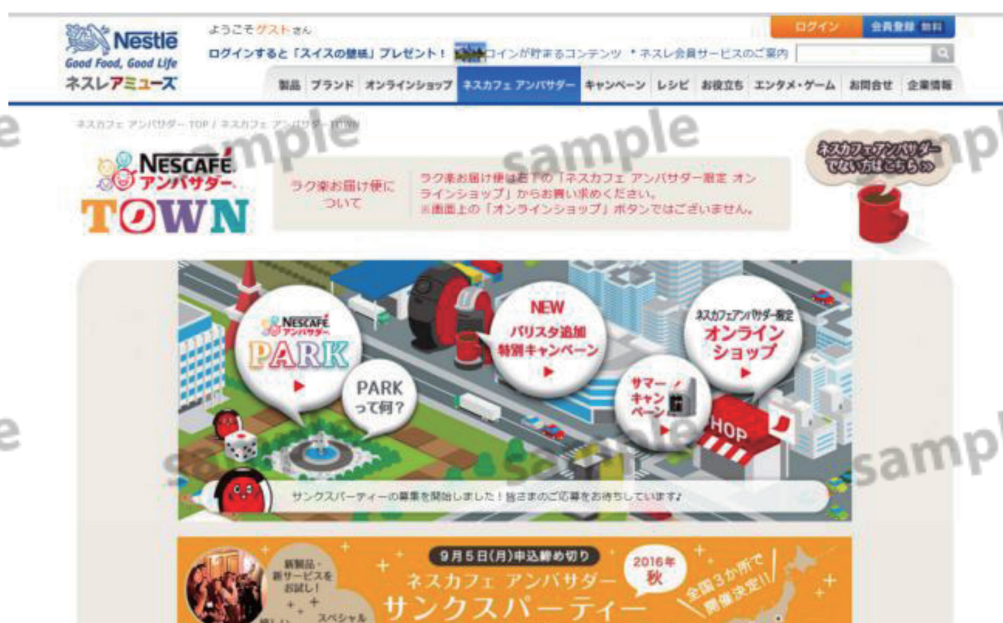 Nestlé
Good Food, Good Life
ネスレアミューズ
ようこそゲストさん
ログイン
会員登録 無料
ログインすると「スイスの壁紙」プレゼント!
コインが貯まるコンテンツ
* ネスレ会員サービスのご案内
製品 ブランド オンラインショップ ネスカフェ アンバサダー キャンペーン レシピ お役立ち エンタメ・ゲーム お問合せ 企業情報
ネスカフェ アンバサダー TOP / ネスカフェ アンバサダーTOWN
NESCAFÉ
アンバサダー
TOWN
ラク楽お届け便に
ついて
ラク楽お届け便は右下の「ネスカフェ アンバサダー限定 オン
ラインショップ」からお買い求めください。
※画面上の「オンラインショップ」ボタンではございません。
ネスカフェ アンバサダー
でない方はこちら
sample
sample
NESCAFÉ
アンバサダー
PARK
PARK
って何?
NEW
バリスタ追加
特別キャンペーン
サマー
キャン
ペーン
ネスカフェアンバサダー限定
オンライン
ショップ
SHOP
サンクスパーティーの募集を開始しました!皆さまのご応募をお待ちしています♪
新製品・
新サービスを
お試し!
スペシャル
9月5日(月)申込締め切り
ネスカフェ アンバサダー
サンクスパーティー
2016年
秋
全国3か所で
開催決定!!